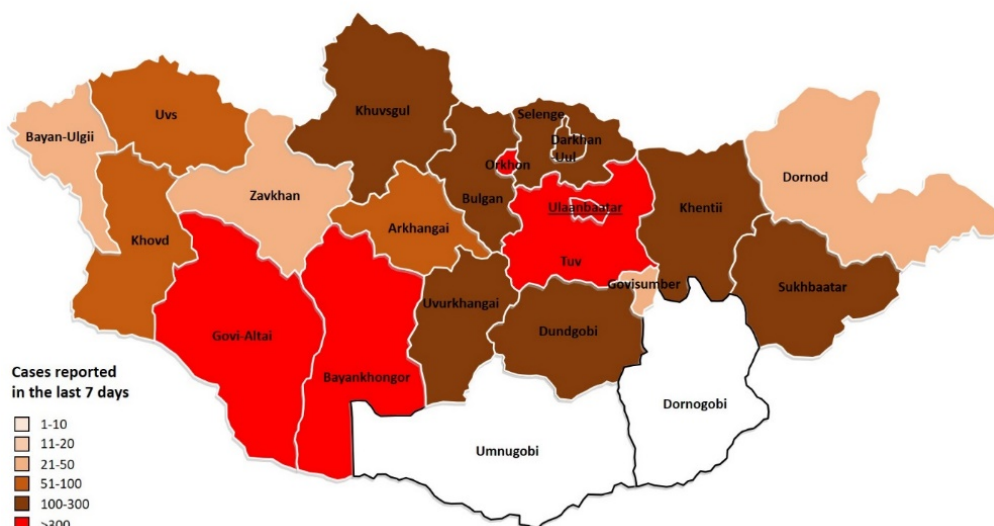 Uvs
Bayan-Ulgii
Khuvsgul
Selenge
Darkhan
Uul
Orkhon
Zavkhan
Bulgan
Ulaanbaatar
Khentii
Dornod
Khovd
Arkhangai
Tuv
Govisumber
Sukhbaatar
Uvurkhangai
Dundgobi
Govi-Altai
Bayankhongor
Dornogobi
Umnugobi
Cases reported
in the last 7 days
1-10
11-20
21-50
51-100
100-300
>300